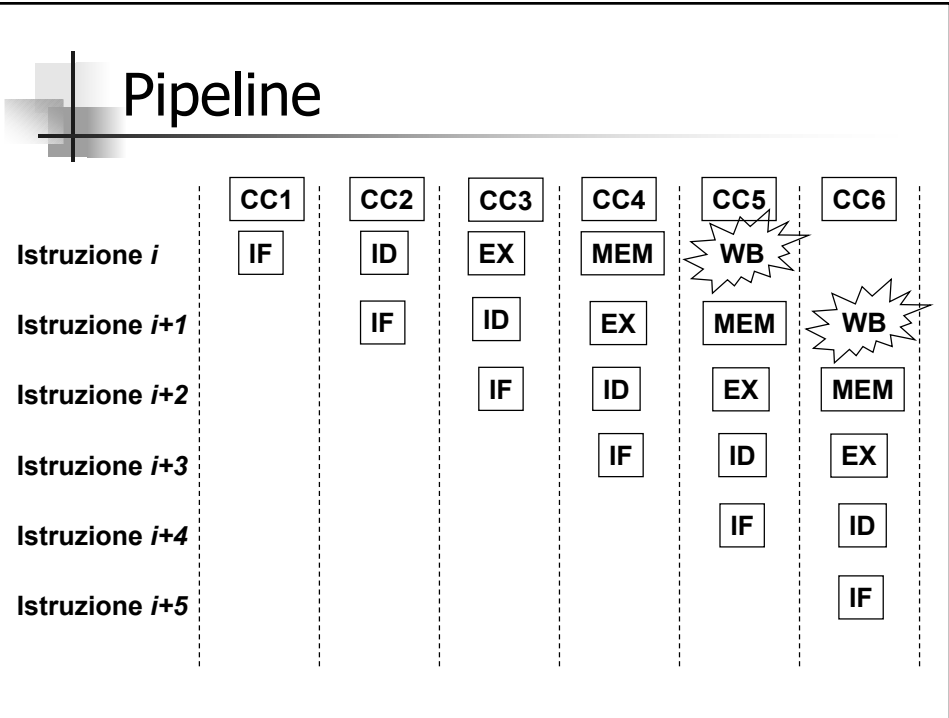 Pipeline
CC1 CC2 CC3 CC4 CC5 CC6
Istruzione i IF ID EX MEM WB
Istruzione i+1 IF ID EX MEM WB
Istruzione i+2 IF ID EX MEM
Istruzione i+3 IF ID EX
Istruzione i+4 IF ID
Istruzione i+5 IF